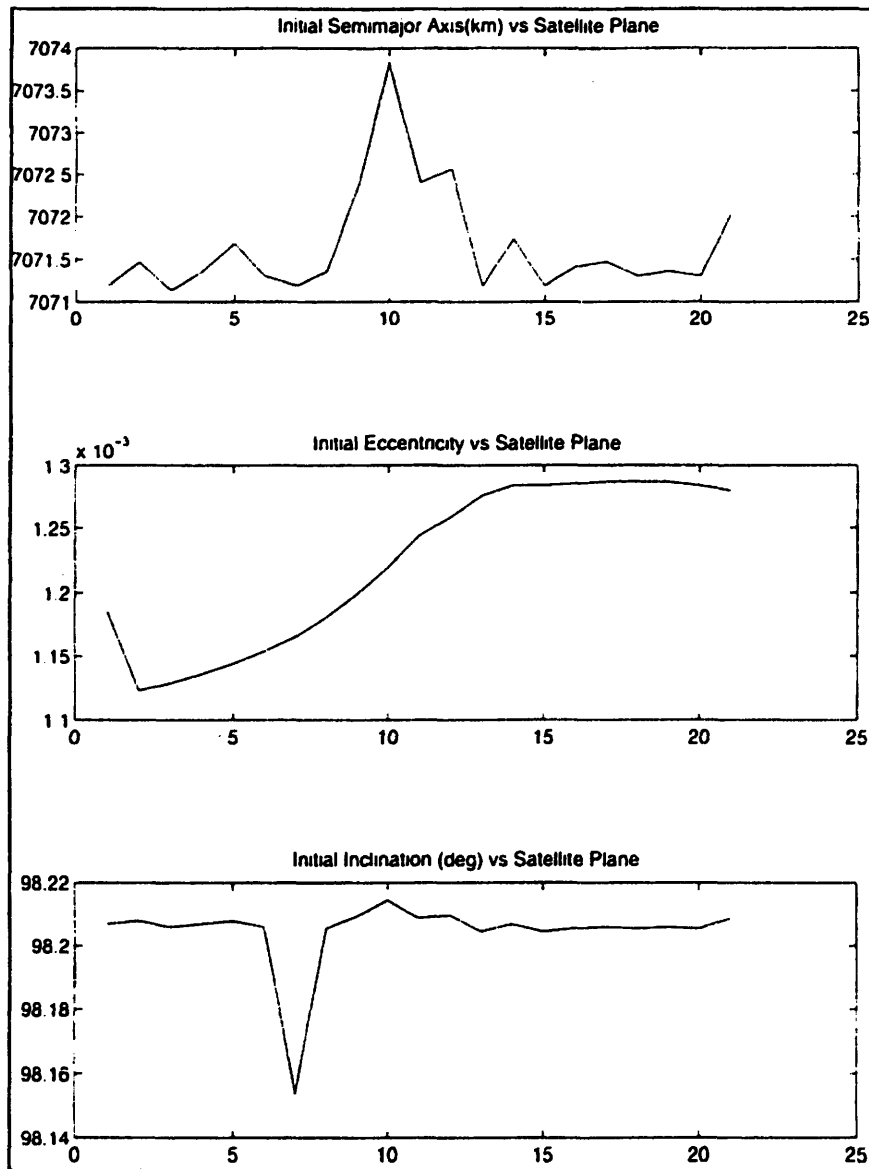 Initial Semimajor Axis(km) vs Satellite Plane
7074
7073.5
7073
7072 5
7072
7071.5
7071
0 5 10 15 20 25
x 10⁻³
Initial Eccentricity vs Satellite Plane
1 3
1.25
1.2
1.15
1 1
0 5 10 15 20 25
Initial Inclination (deg) vs Satellite Plane
98.22
98.2
98.18
98.16
98.14
0 5 10 15 20 25